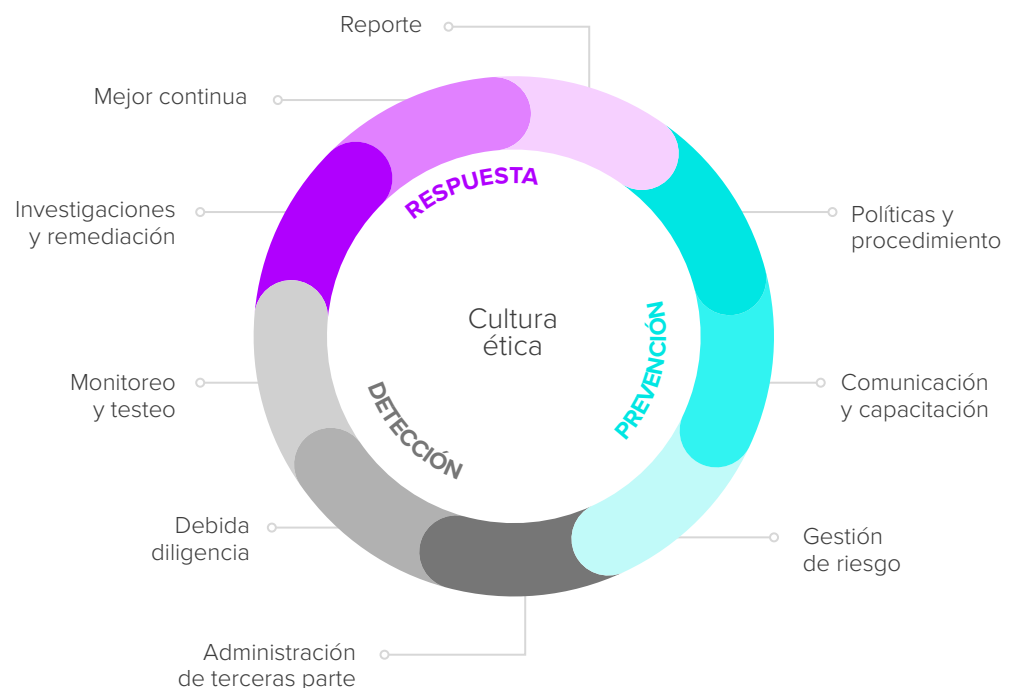 Reporte
Mejor continua
RESPUESTA
Investigaciones
y remediación
Políticas y
procedimiento
Cultura
ética
PREVENCIÓN
Monitoreo
y testeo
DETECCIÓN
Comunicación
y capacitación
Debida
diligencia
Gestión
de riesgo
Administración
de terceras parte